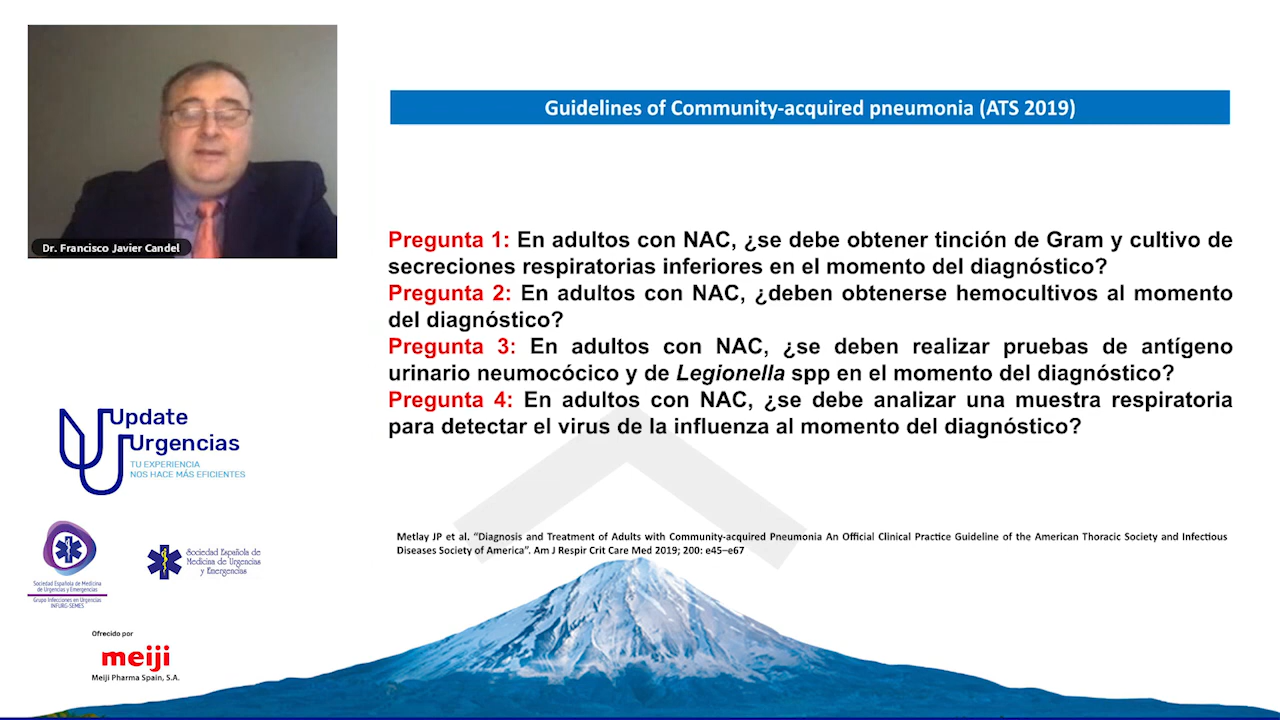 Guidelines of Community-acquired pneumonia (ATS 2019)
Dr. Francisco Javier Candel
Pregunta 1: En adultos con NAC, ¿se debe obtener tinción de Gram y cultivo de
secreciones respiratorias inferiores en el momento del diagnóstico?
Pregunta 2: En adultos con NAC, ¿deben obtenerse hemocultivos al momento
del diagnóstico?
Pregunta 3: En adultos con NAC, ¿se deben realizar pruebas de antígeno
urinario neumocócico y de Legionella spp en el momento del diagnóstico?
Pregunta 4: En adultos con NAC, ¿se debe analizar una muestra respiratoria
para detectar el virus de la influenza al momento del diagnóstico?
Metlay JP et al. “Diagnosis and Treatment of Adults with Community-acquired Pneumonia An Official Clinical Practice Guideline of the American Thoracic Society and Infectious
Diseases Society of America”. Am J Respir Crit Care Med 2019; 200: e45–e67
Update
Urgencias
TU EXPERIENCIA
NOS HACE MÁS EFICIENTES
Sociedad Española de Medicina
de Urgencias y Emergencias
Grupo Infecciones en Urgencias
INFURG-SEMES
Sociedad Española de
Medicina de Urgencias
y Emergencias
Ofrecido por
meiji
Meiji Pharma Spain, S.A.